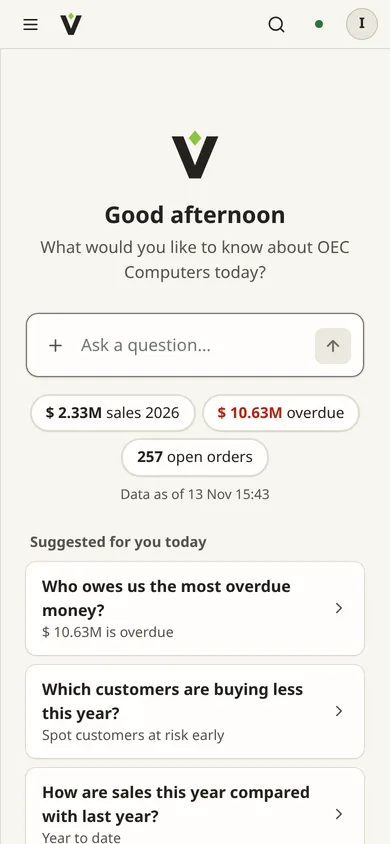 V
I
V
Good afternoon
What would you like to know about OEC
Computers today?
Ask a question...
$ 2.33M sales 2026
$ 10.63M overdue
257 open orders
Data as of 13 Nov 15:43
Suggested for you today
Who owes us the most overdue
money?
$ 10.63M is overdue
Which customers are buying less
this year?
Spot customers at risk early
How are sales this year compared
with last year?
Year to date